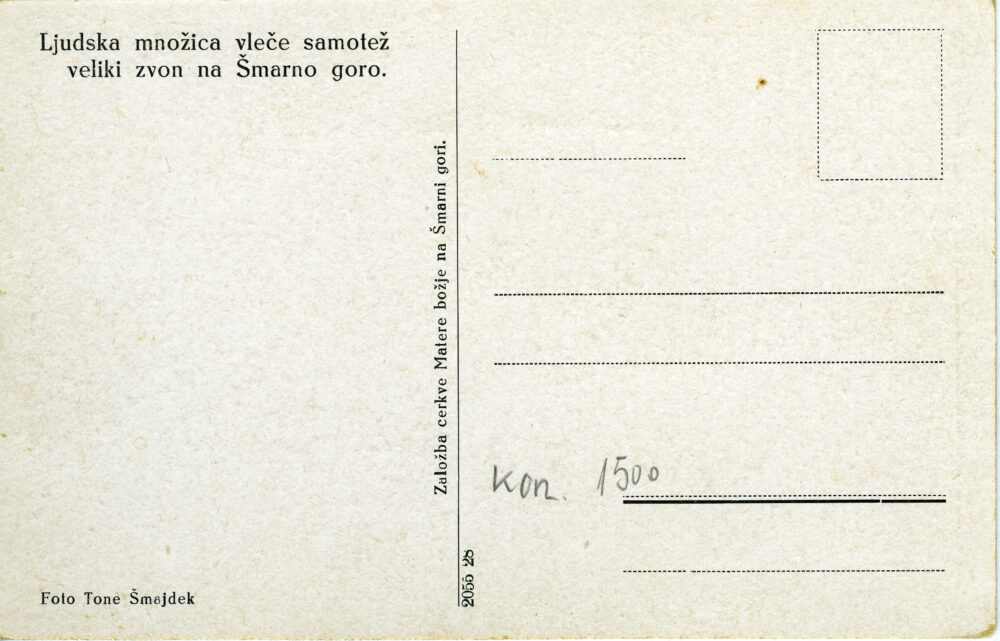 Ljudska množica vleče samotež
veliki zvon na Šmarno goro.
Založba cerkve Matere božje na Šmarni gori.
2055 28
Foto Tone Šmajdek
kon. 1500